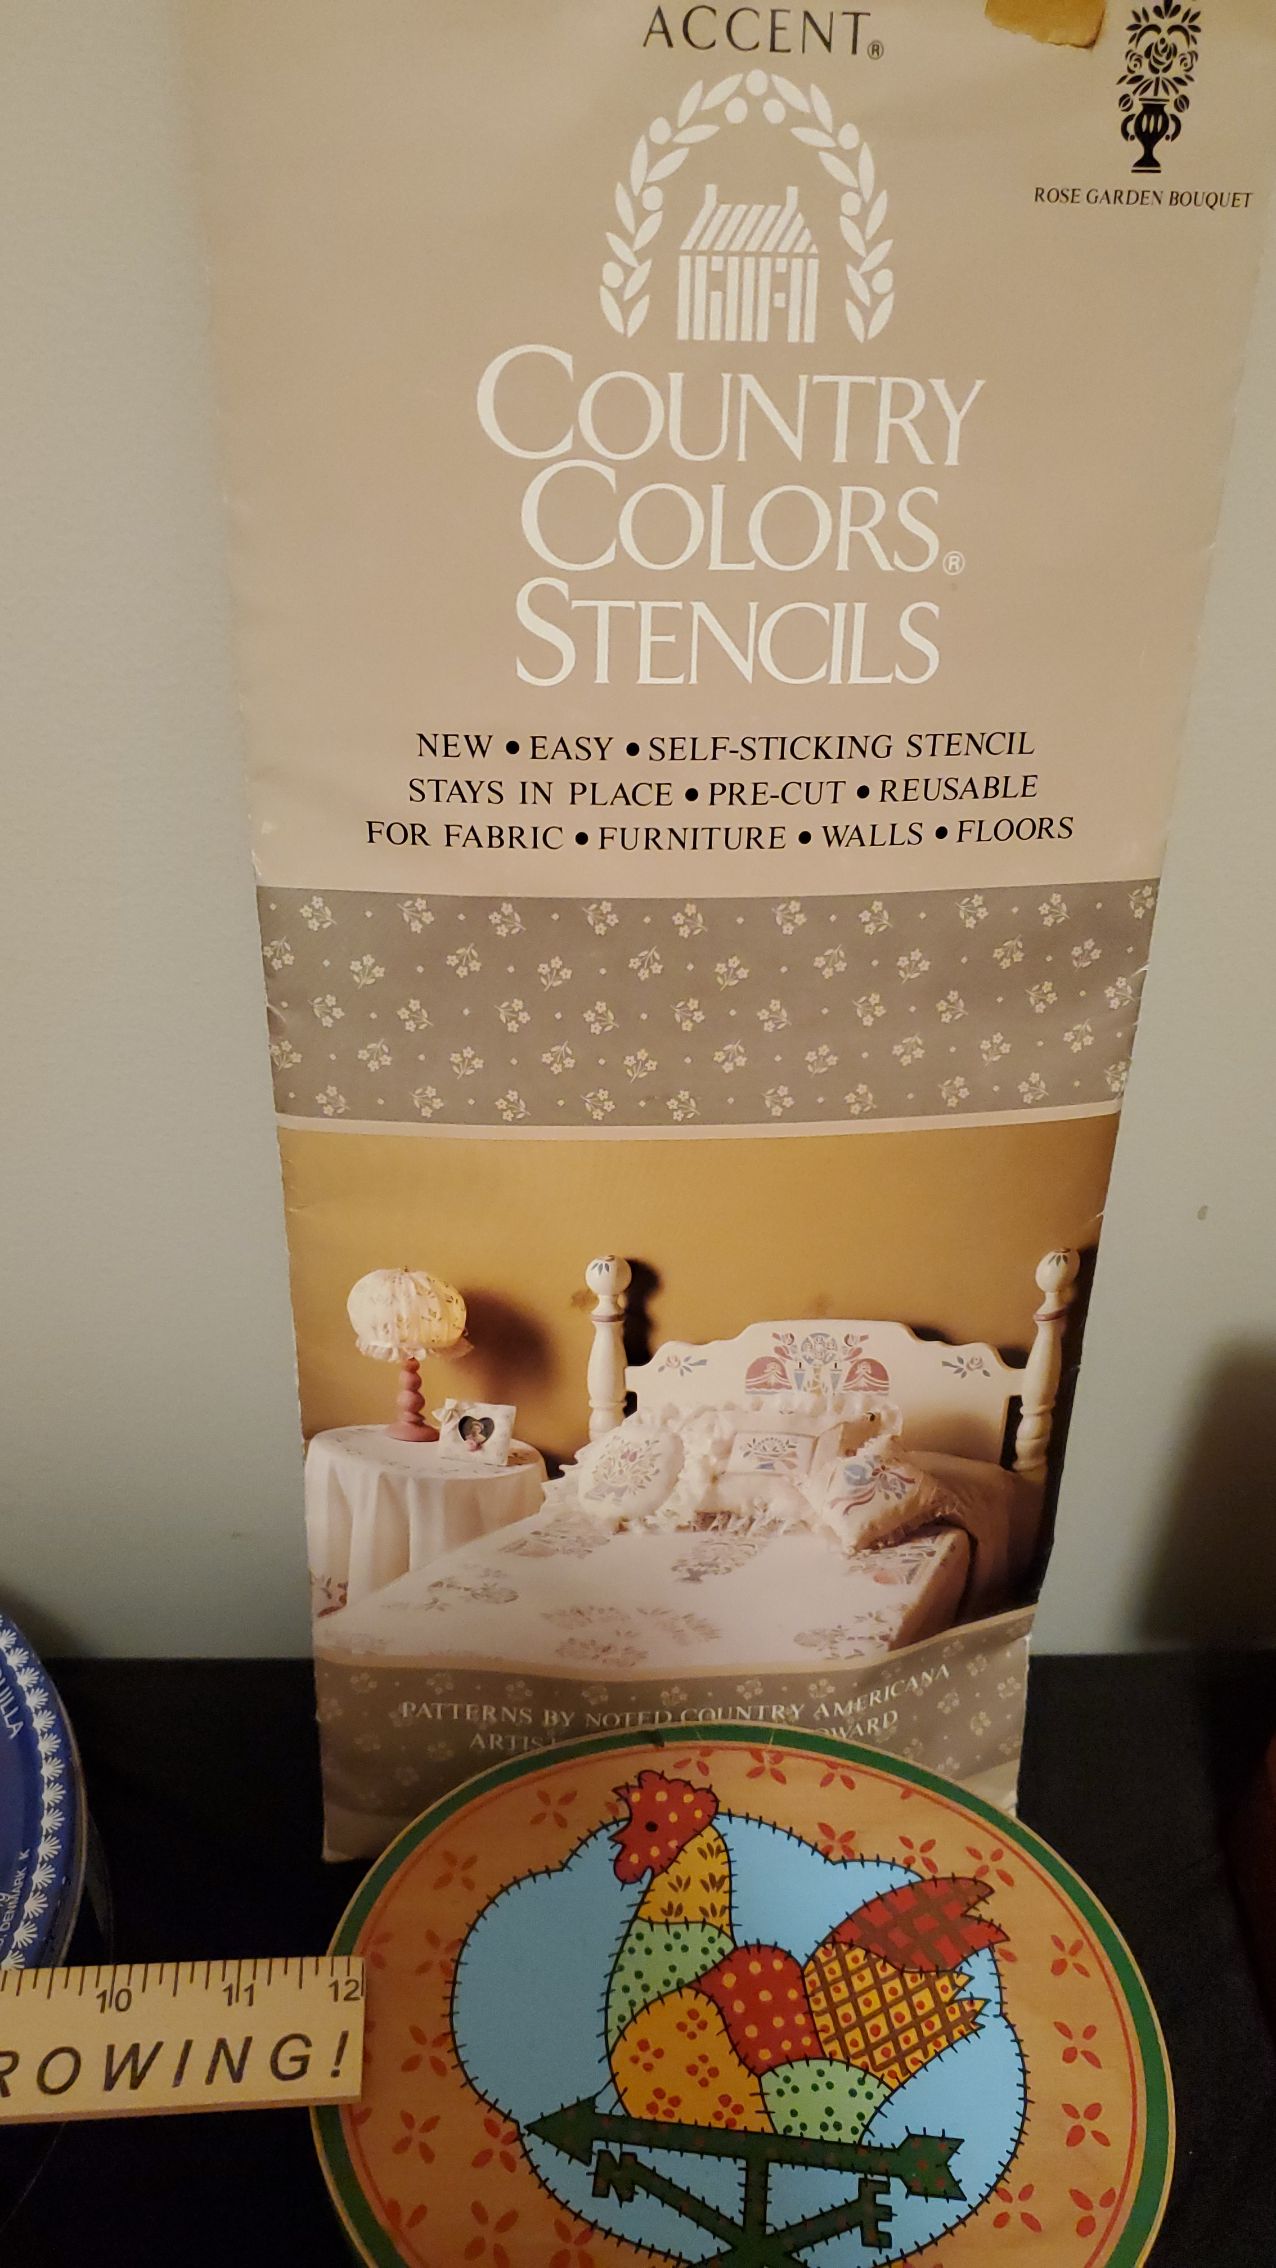 ACCENT®
ROSE GARDEN BOUQUET
COUNTRY
COLORS®
STENCILS
NEW • EASY • SELF-STICKING STENCIL
STAYS IN PLACE • PRE-CUT • REUSABLE
FOR FABRIC • FURNITURE • WALLS • FLOORS
PATTERNS BY NOTED COUNTRY AMERICANA
10 11 12
ROWING!
DENMARK
N E